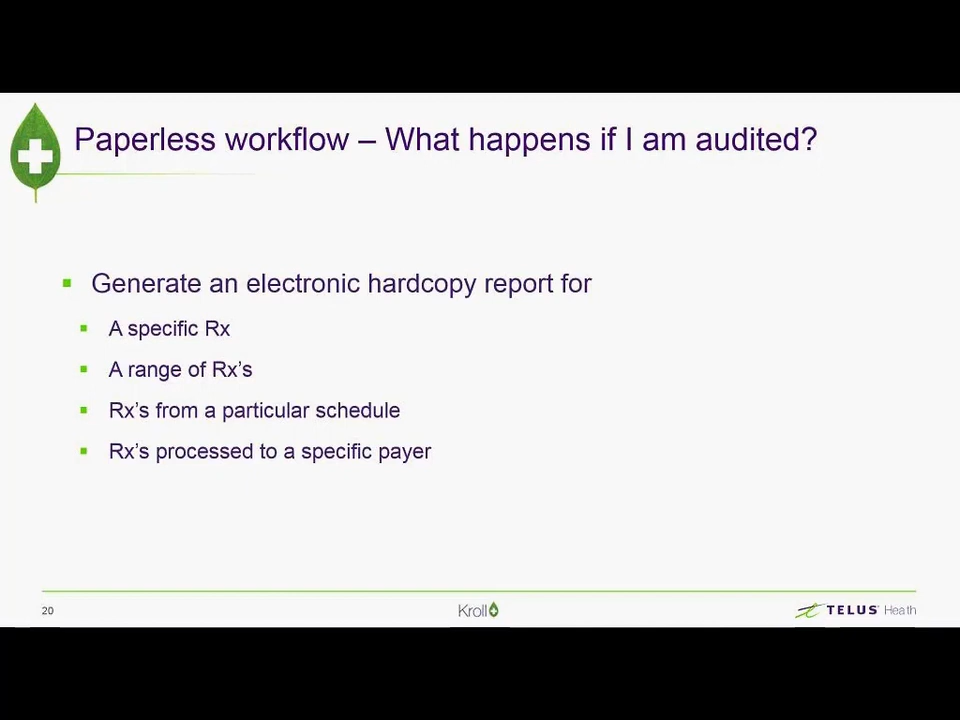 Paperless workflow – What happens if I am audited?
Generate an electronic hardcopy report for
A specific Rx
A range of Rx's
Rx's from a particular schedule
Rx's processed to a specific payer
20
Kroll
TELUS Health